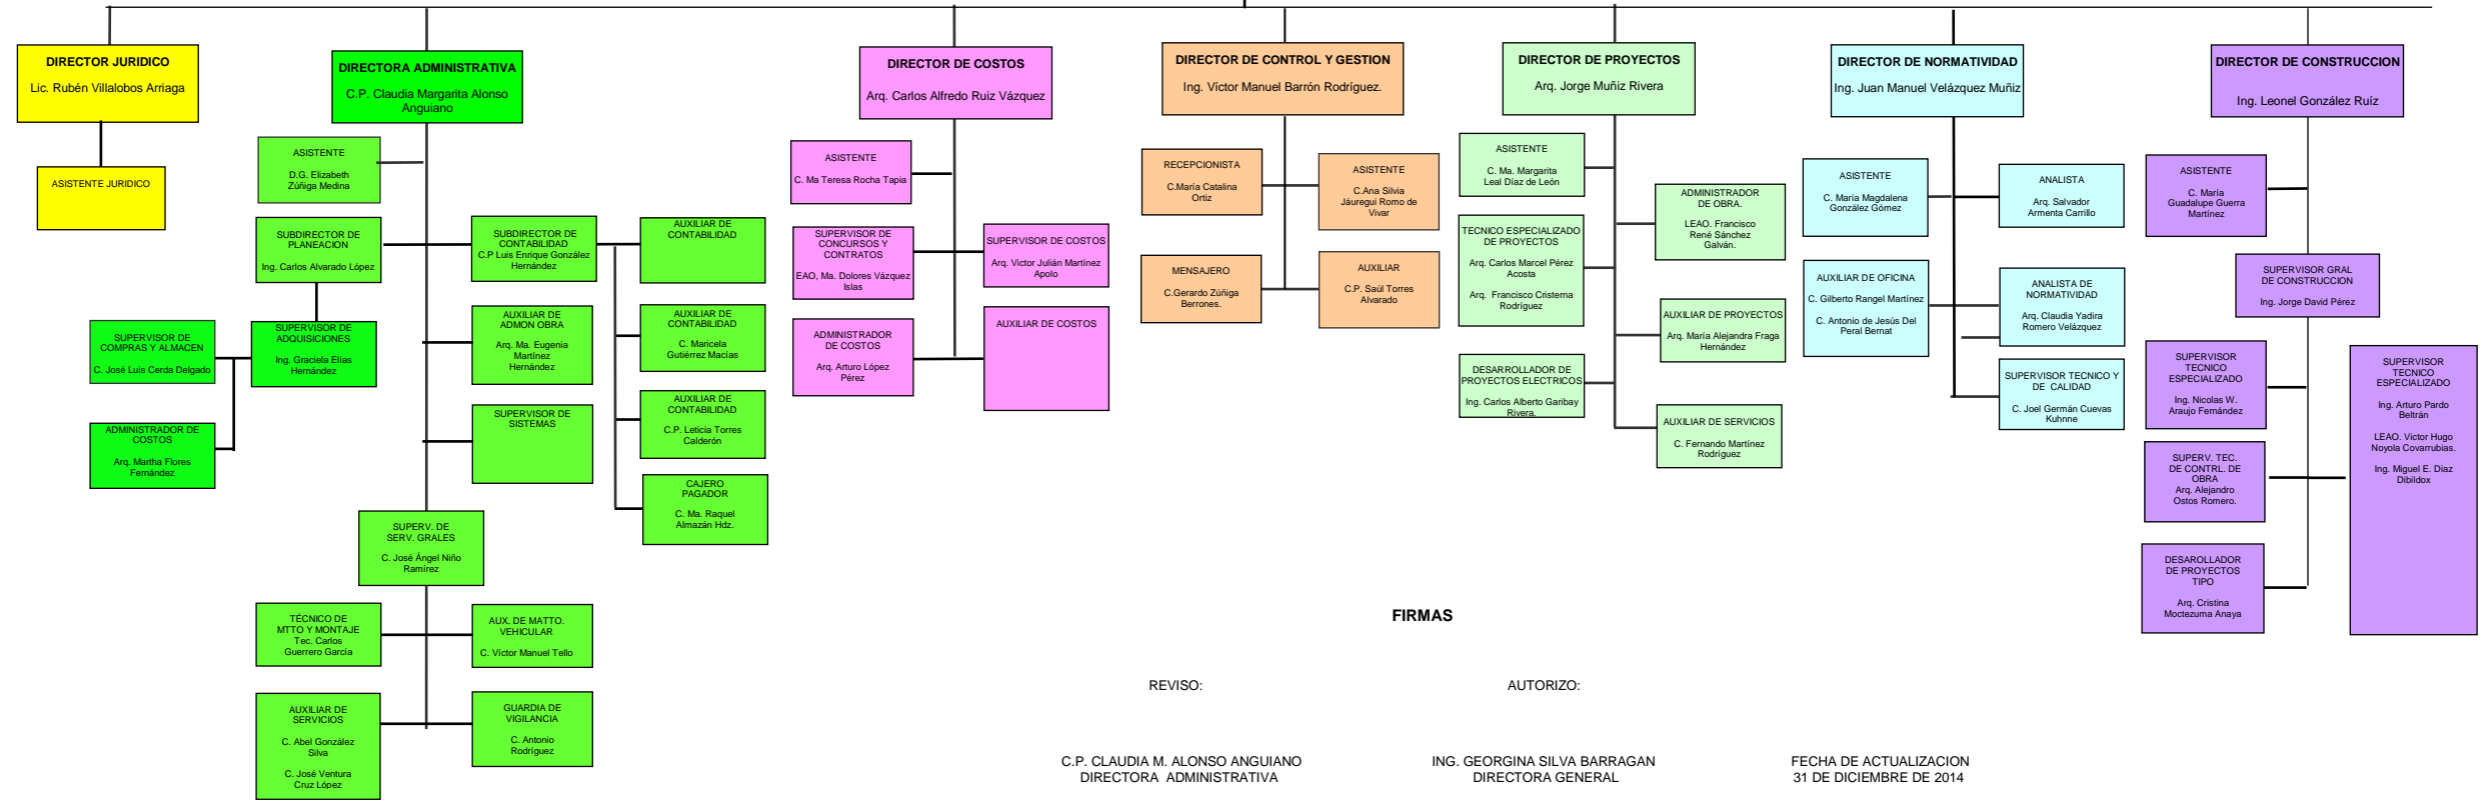 DIRECTOR JURIDICO
Lic. Rubén Villalobos Arriaga
ASISTENTE JURIDICO
DIRECTORA ADMINISTRATIVA
C.P. Claudia Margarita Alonso
Anguiano
ASISTENTE
D.G. Elizabeth
Zúñiga Medina
SUBDIRECTOR DE
PLANEACION
Ing. Carlos Alvarado López
SUBDIRECTOR DE
CONTABILIDAD
C.P Luis Enrique González
Hernández
AUXILIAR DE
CONTABILIDAD
SUPERVISOR DE
COMPRAS Y ALMACEN
C. José Luis Cerda Delgado
SUPERVISOR DE
ADQUISICIONES
Ing. Graciela Elías
Hernández
AUXILIAR DE
ADMON OBRA
Arq. Ma. Eugenia
Martínez
Hernández
AUXILIAR DE
CONTABILIDAD
C. Maricela
Gutiérrez Macías
ADMINISTRADOR DE
COSTOS
Arq. Martha Flores
Fernández
SUPERVISOR DE
SISTEMAS
AUXILIAR DE
CONTABILIDAD
C.P. Leticia Torres
Calderón
CAJERO
PAGADOR
C. Ma. Raquel
Almazán Hdz.
SUPERV. DE
SERV. GRALES
C. José Ángel Niño
Ramírez
TÉCNICO DE
MTTO Y MONTAJE
Tec. Carlos
Guerrero García
AUX. DE MATTO.
VEHICULAR
C. Víctor Manuel Tello
AUXILIAR DE
SERVICIOS
C. Abel González
Silva
C. José Ventura
Cruz López
GUARDIA DE
VIGILANCIA
C. Antonio
Rodríguez
DIRECTOR DE COSTOS
Arq. Carlos Alfredo Ruiz Vázquez
ASISTENTE
C. Ma Teresa Rocha Tapia
SUPERVISOR DE
CONCURSOS Y
CONTRATOS
EAO, Ma. Dolores Vázquez
Islas
SUPERVISOR DE COSTOS
Arq. Victor Julián Martínez
Apolo
ADMINISTRADOR
DE COSTOS
Arq. Arturo López
Pérez
AUXILIAR DE COSTOS
DIRECTOR DE CONTROL Y GESTION
Ing. Víctor Manuel Barrón Rodríguez.
RECEPCIONISTA
C.María Catalina
Ortiz
ASISTENTE
C.Ana Silvia
Jáuregui Romo de
Vivar
MENSAJERO
C.Gerardo Zúñiga
Berrones.
AUXILIAR
C.P. Saúl Torres
Alvarado
DIRECTOR DE PROYECTOS
Arq. Jorge Muñiz Rivera
ASISTENTE
C. Ma. Margarita
Leal Díaz de León
ADMINISTRADOR
DE OBRA.
LEAO. Francisco
René Sánchez
Galván.
TECNICO ESPECIALIZADO
DE PROYECTOS
Arq. Carlos Marcel Pérez
Acosta
Arq. Francisco Cristerna
Rodríguez
AUXILIAR DE PROYECTOS
Arq. María Alejandra Fraga
Hernández
DESARROLLADOR DE
PROYECTOS ELECTRICOS
Ing. Carlos Alberto Garibay
Rivera.
AUXILIAR DE SERVICIOS
C. Fernando Martínez
Rodríguez
DIRECTOR DE NORMATIVIDAD
Ing. Juan Manuel Velázquez Muñiz
ASISTENTE
C. María Magdalena
González Gómez
ANALISTA
Arq. Salvador
Armenta Carrillo
AUXILIAR DE OFICINA
C. Gilberto Rangel Martínez
C. Antonio de Jesús Del
Peral Bernat
ANALISTA DE
NORMATIVIDAD
Arq. Claudia Yadira
Romero Velázquez
SUPERVISOR TECNICO Y
DE CALIDAD
C. Joel Germán Cuevas
Kuhnne
DIRECTOR DE CONSTRUCCION
Ing. Leonel González Ruíz
ASISTENTE
C. María
Guadalupe Guerra
Martínez
SUPERVISOR GRAL
DE CONSTRUCCION
Ing. Jorge David Pérez
SUPERVISOR
TECNICO
ESPECIALIZADO
Ing. Nicolas W.
Araujo Fernández
SUPERVISOR
TECNICO
ESPECIALIZADO
Ing. Arturo Pardo
Beltrán
LEAO. Victor Hugo
Noyola Covarrubias.
Ing. Miguel E. Diaz
Dibildox
SUPERV. TEC.
DE CONTRL. DE
OBRA
Arq. Alejandro
Ostos Romero.
DESAROLLADOR
DE PROYECTOS
TIPO
Arq. Cristina
Moctezuma Anaya
FIRMAS
REVISO:
AUTORIZO:
C.P. CLAUDIA M. ALONSO ANGUIANO
DIRECTORA ADMINISTRATIVA
ING. GEORGINA SILVA BARRAGAN
DIRECTORA GENERAL
FECHA DE ACTUALIZACION
31 DE DICIEMBRE DE 2014